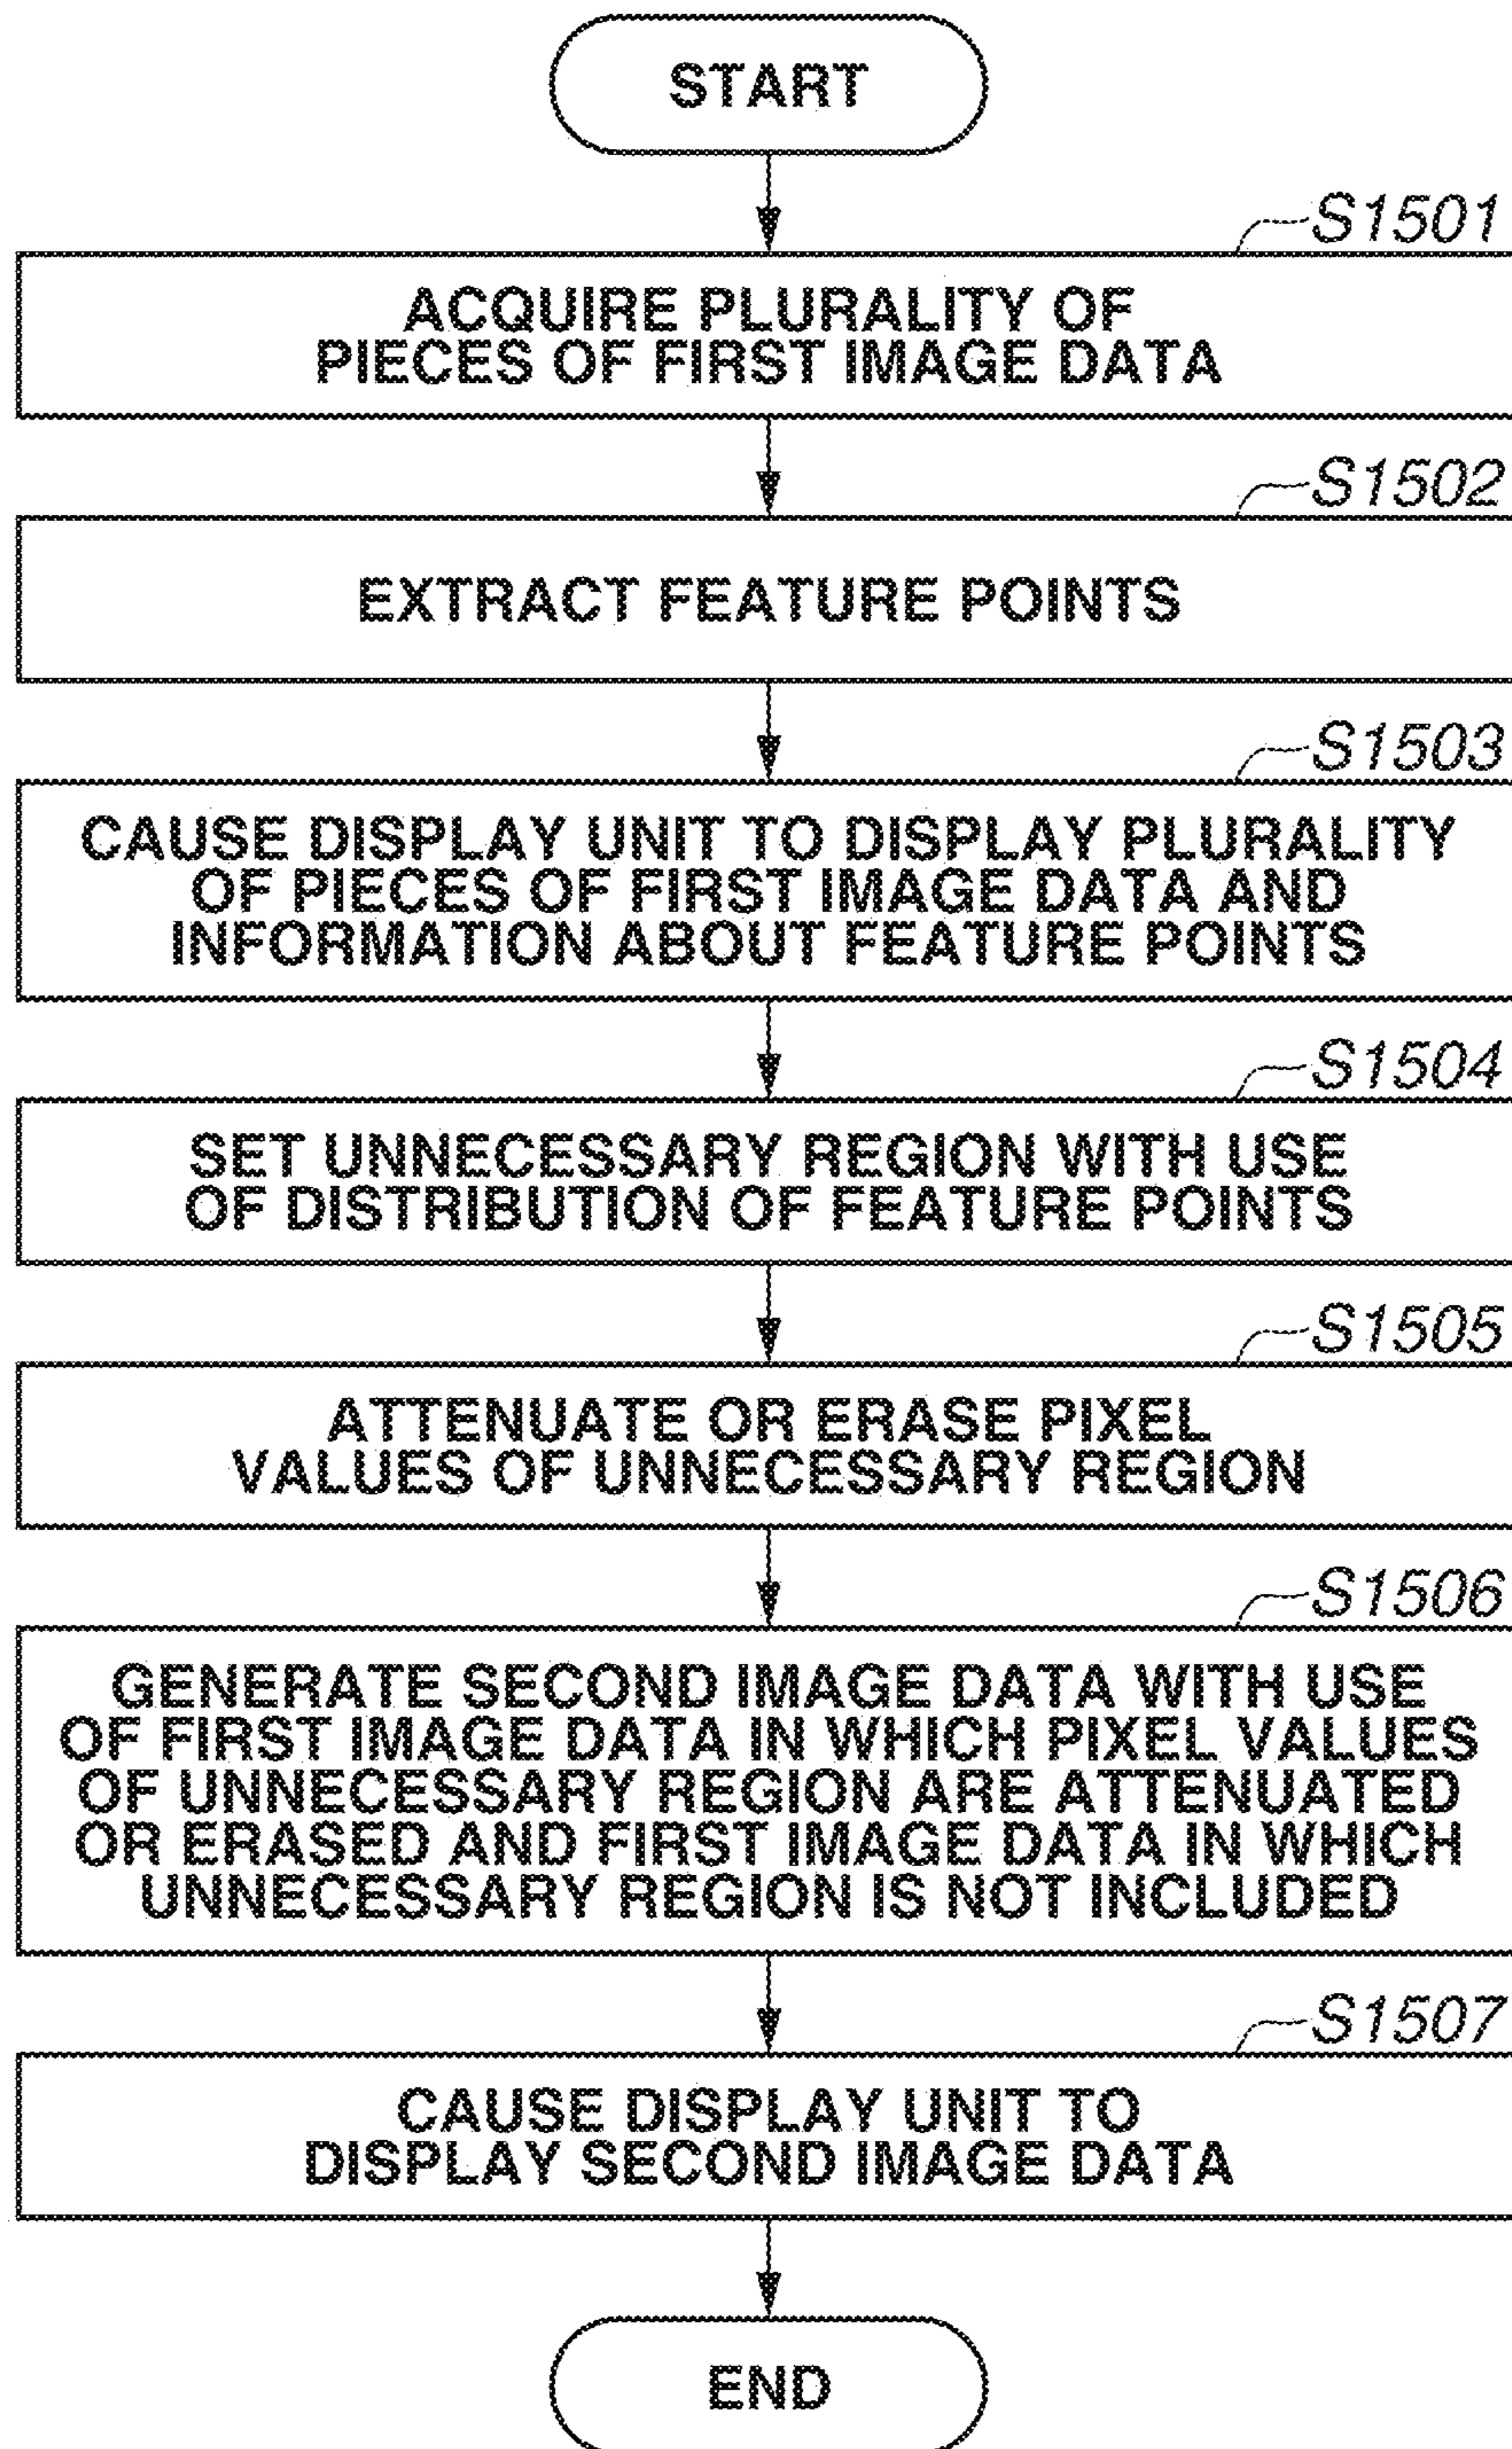 START
S1501
ACQUIRE PLURALITY OF
PIECES OF FIRST IMAGE DATA
S1502
EXTRACT FEATURE POINTS
S1503
CAUSE DISPLAY UNIT TO DISPLAY PLURALITY
OF PIECES OF FIRST IMAGE DATA AND
INFORMATION ABOUT FEATURE POINTS
S1504
SET UNNECESSARY REGION WITH USE
OF DISTRIBUTION OF FEATURE POINTS
S1505
ATTENUATE OR ERASE PIXEL
VALUES OF UNNECESSARY REGION
S1506
GENERATE SECOND IMAGE DATA WITH USE
OF FIRST IMAGE DATA IN WHICH PIXEL VALUES
OF UNNECESSARY REGION ARE ATTENUATED
OR ERASED AND FIRST IMAGE DATA IN WHICH
UNNECESSARY REGION IS NOT INCLUDED
S1507
CAUSE DISPLAY UNIT TO
DISPLAY SECOND IMAGE DATA
END